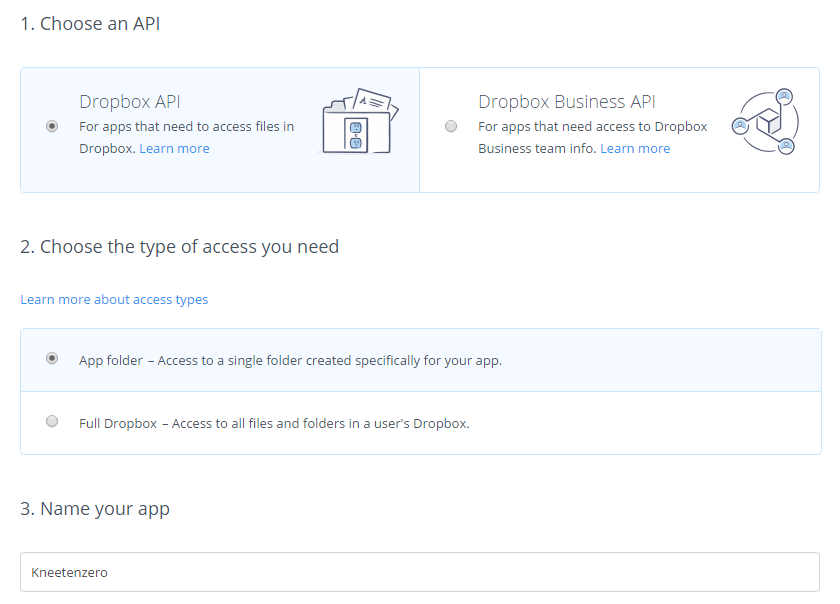 1. Choose an API
Dropbox API
For apps that need to access files in
Dropbox. Learn more
Dropbox Business API
For apps that need access to Dropbox
Business team info. Learn more
2. Choose the type of access you need
Learn more about access types
App folder – Access to a single folder created specifically for your app.
Full Dropbox – Access to all files and folders in a user's Dropbox.
3. Name your app
Kneetenzero